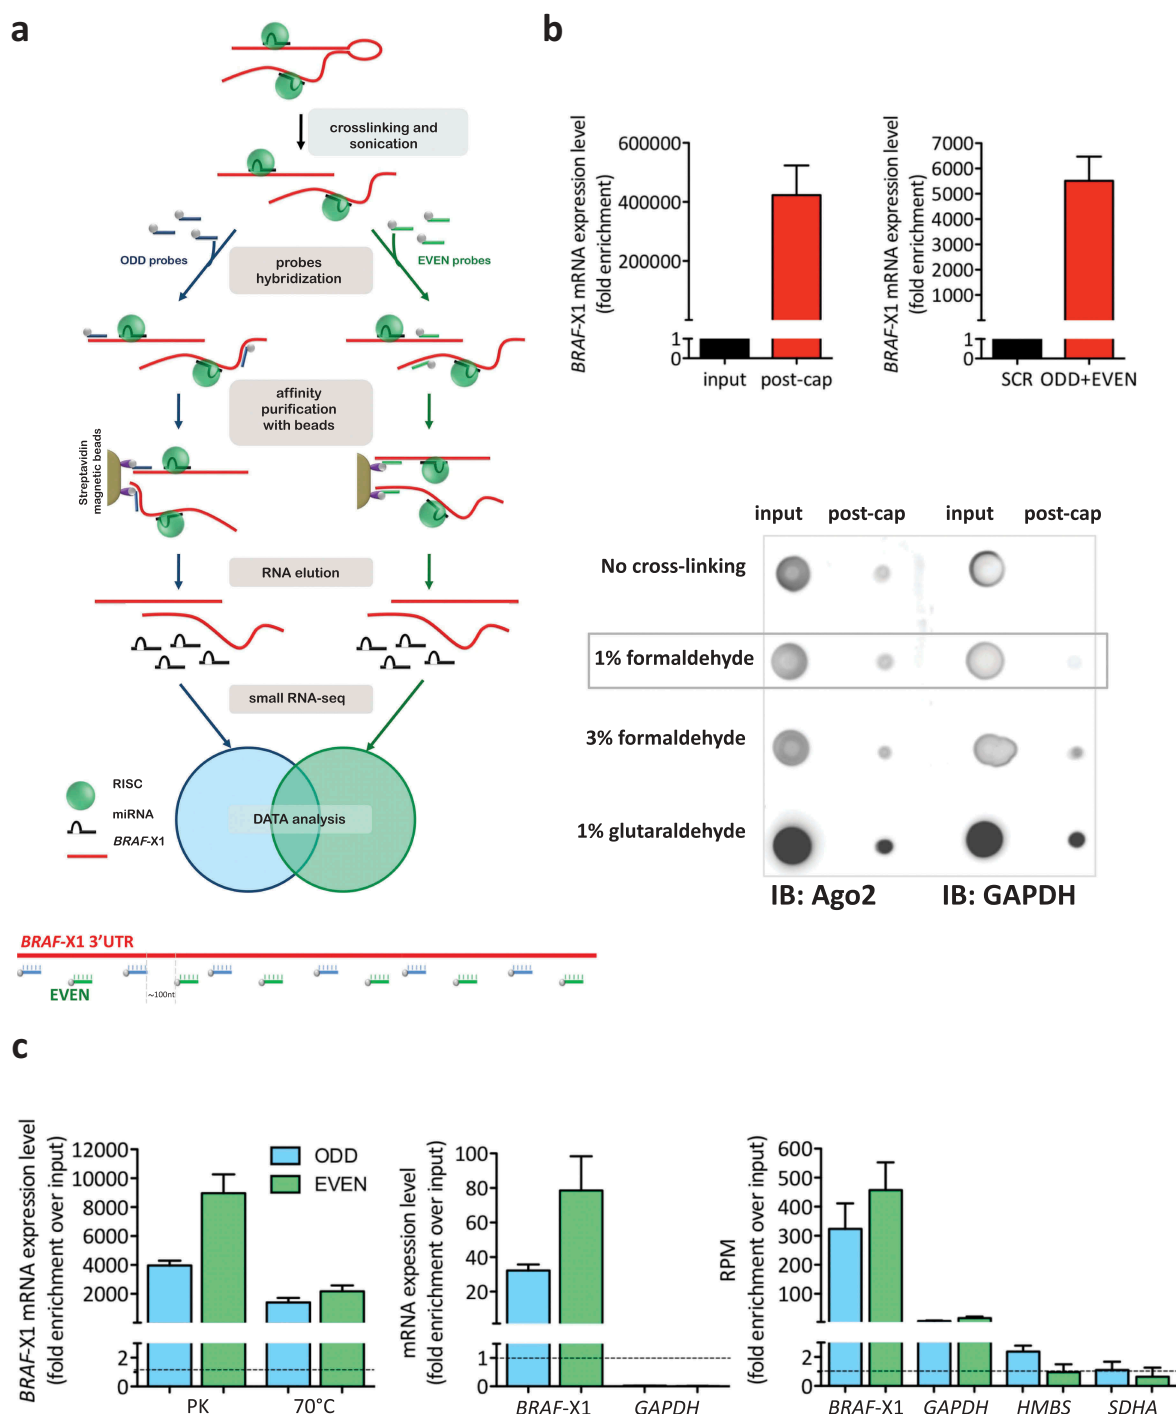 a
crosslinking and
sonication
ODD probes
EVEN probes
probes
hybridization
affinity
purification
with beads
Streptavidin
magnetic beads
RNA elution
small RNA-seq
DATA analysis
RISC
miRNA
BRAF-X1
BRAF-X1 3'UTR
EVEN
~100nt
b
BRAF-X1 mRNA expression level
(fold enrichment)
600000
400000
200000
1
0
input
post-cap
BRAF-X1 mRNA expression level
(fold enrichment)
7000
6000
5000
4000
3000
2000
1000
1
0
SCR
ODD+EVEN
input
post-cap
input
post-cap
No cross-linking
1% formaldehyde
3% formaldehyde
1% glutaraldehyde
IB: Ago2
IB: GAPDH
c
BRAF-X1 mRNA expression level
(fold enrichment over input)
12000
10000
8000
6000
4000
2000
2
0
PK
70°C
ODD
EVEN
mRNA expession level
(fold enrichment over input)
100
80
60
40
20
1
0
BRAF-X1
GAPDH
RPM
(fold enrichment over input)
600
500
400
300
200
100
2
1
0
BRAF-X1
GAPDH
HMBS
SDHA